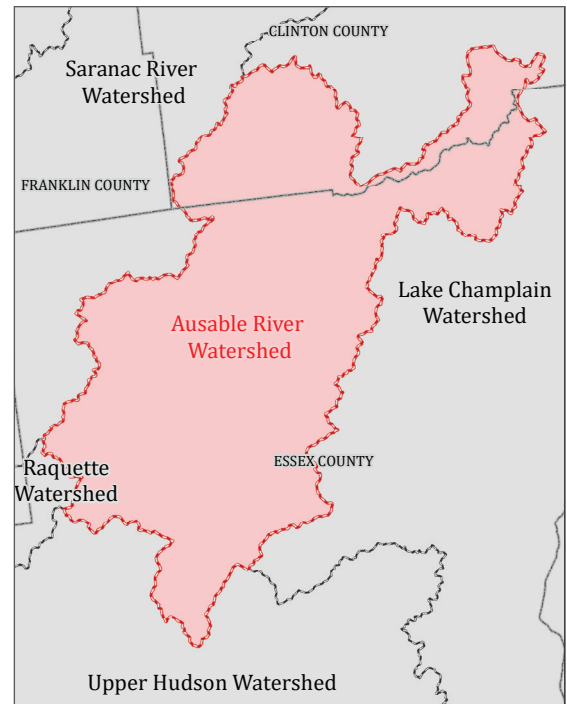 CLINTON COUNTY
Saranac River
Watershed
FRANKLIN COUNTY
Lake Champlain
Watershed
Ausable River
Watershed
ESSEX COUNTY
Raquette
Watershed
Upper Hudson Watershed